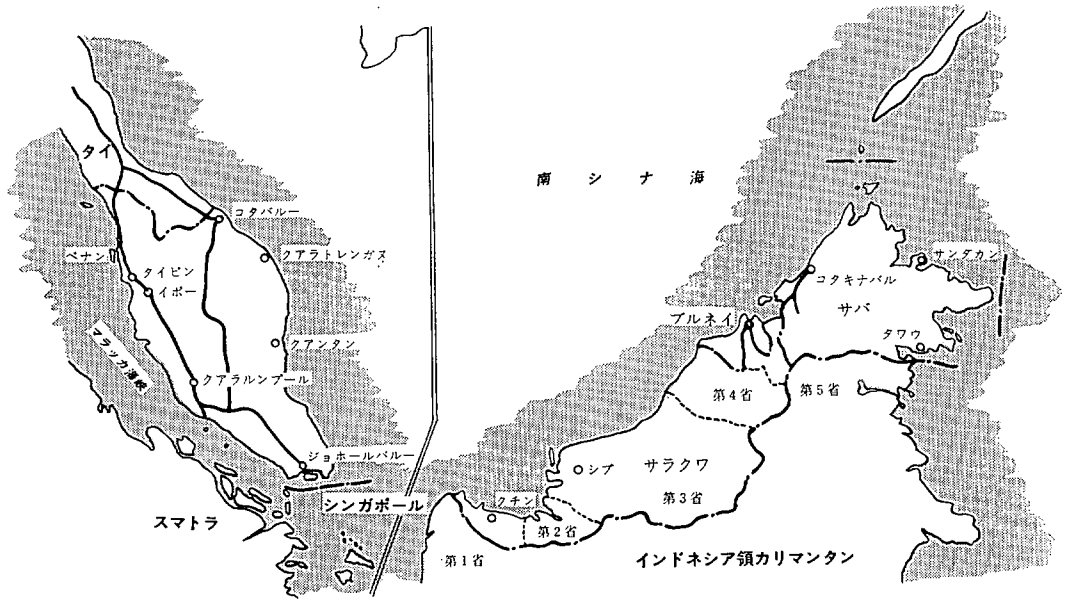 タイ
南シナ海
コタバルー
ペナン
クアラトレンガヌ
タイピン
イポー
マラッカ海峡
クアンタン
クアラルンプール
ジョホールバルー
シンガポール
スマトラ
サンダカン
コタキナバル
サバ
ブルネイ
タワウ
第4省
第5省
シブ
サラクワ
第3省
クチン
第2省
第1省
インドネシア領カリマンタン